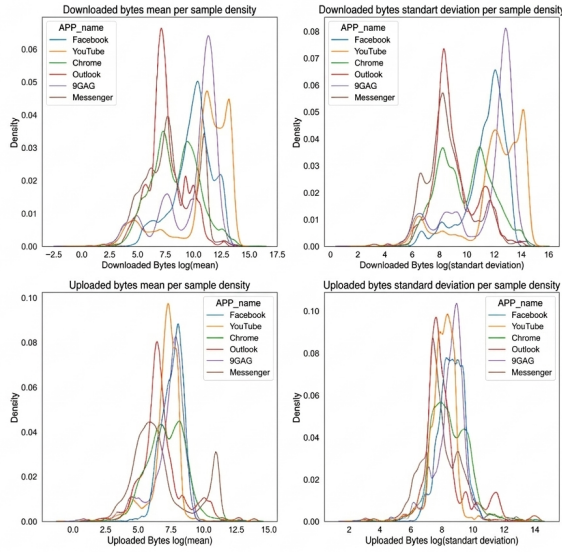 Downloaded bytes mean per sample density
APP_name
Facebook
YouTube
Chrome
Outlook
9GAG
Messenger
Density
0.06
0.05
0.04
0.03
0.02
0.01
0.00
−2.5 0.0 2.5 5.0 7.5 10.0 12.5 15.0 17.5
Downloaded Bytes log(mean)
Downloaded bytes standart deviation per sample density
APP_name
Facebook
YouTube
Chrome
Outlook
9GAG
Messenger
Density
0.08
0.07
0.06
0.05
0.04
0.03
0.02
0.01
0.00
2 4 6 8 10 12 14 16
Downloaded Bytes log(standart deviation)
Uploaded bytes mean per sample density
APP_name
Facebook
YouTube
Chrome
Outlook
9GAG
Messenger
Density
0.10
0.08
0.06
0.04
0.02
0.00
0.0 2.5 5.0 7.5 10.0 12.5 15.0
Uploaded Bytes log(mean)
Uploaded bytes standart deviation per sample density
APP_name
Facebook
YouTube
Chrome
Outlook
9GAG
Messenger
Density
0.10
0.08
0.06
0.04
0.02
0.00
2 4 6 8 10 12 14
Uploaded Bytes log(standart deviation)